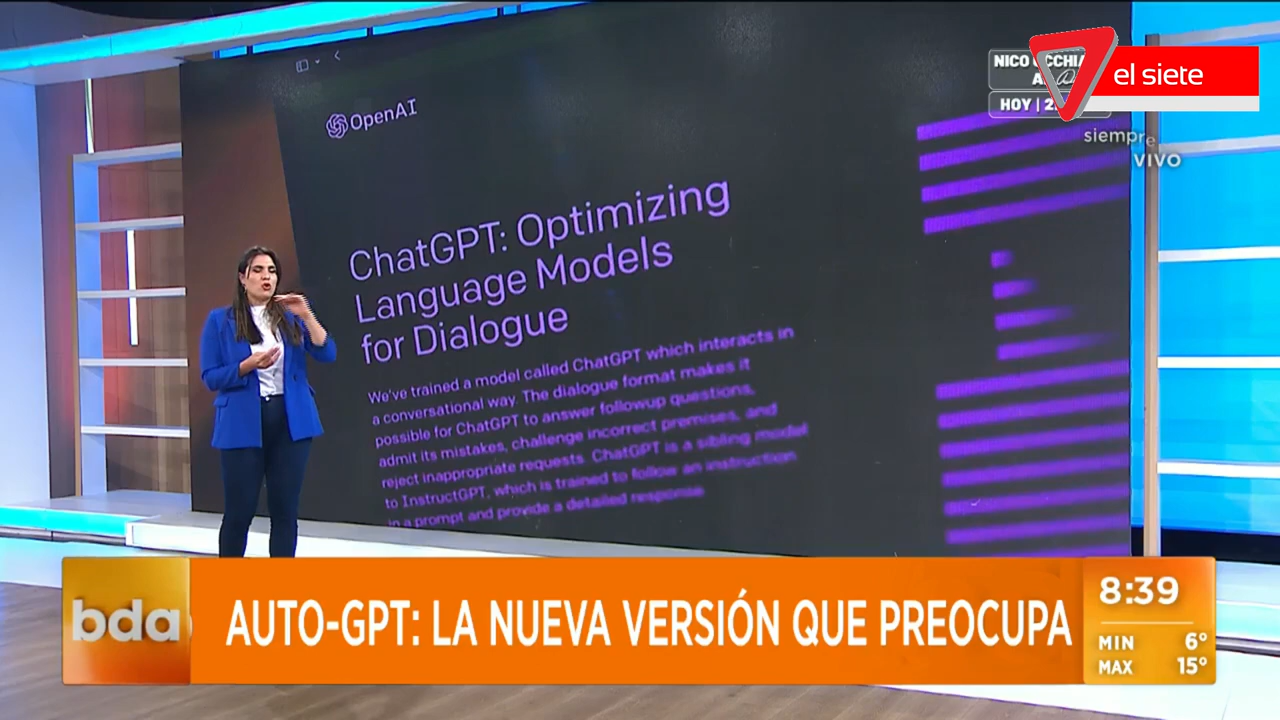 OpenAI
NICO OCCHIA
HOY | 2
el siete
siempre
VIVO
ChatGPT: Optimizing
Language Models
for Dialogue
We've trained a model called ChatGPT which interacts in
a conversational way. The dialogue format makes it
possible for ChatGPT to answer followup questions,
admit its mistakes, challenge incorrect premises, and
reject inappropriate requests. ChatGPT is a sibling model
to InstructGPT, which is trained to follow an instruction
in a prompt and provide a detailed response
bda
AUTO-GPT: LA NUEVA VERSIÓN QUE PREOCUPA
8:39
MIN 6°
MAX 15°